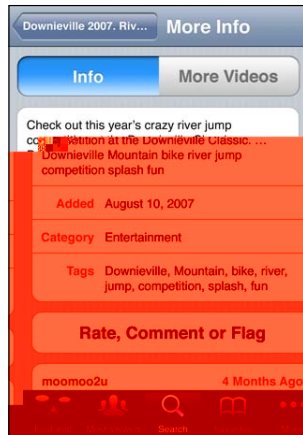 Downieville 2007. Riv...
More Info
Info
More Videos
Check out this year's crazy river jump
competition at the Downieville Classic. ...
Downieville Mountain bike river jump
competition splash fun
Added August 10, 2007
Category Entertainment
Tags Downieville, Mountain, bike, river,
jump, competition, splash, fun
Rate, Comment or Flag
moomoo2u 4 Months Ago
Search